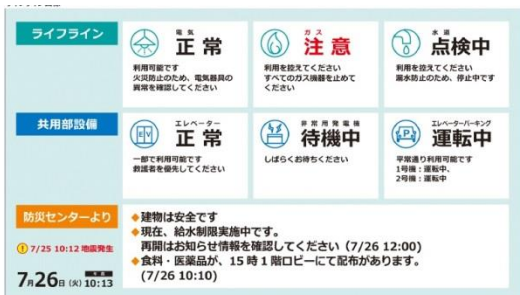 ライフライン
電気
正常
利用可能です
火災防止のため、電気器具の
異常を確認してください
ガス
注意
利用を控えてください
すべてのガス機器を止めて
ください
水道
点検中
利用を控えてください
漏水防止のため、停止中です
共用部設備
EV
エレベーター
正常
一部で利用可能です
救護者を優先してください
非常用発電機
待機中
しばらくお待ちください
P
エレベーターパーキング
運転中
平常通り利用可能です
1号機：運転中、
2号機：運転中
防災センターより
7/25 10:12 地震発生
7月26日(火) 10:13
◆建物は安全です
◆現在、給水制限実施中です。
再開はお知らせ情報を確認してください（7/26 12:00）
◆食料・医薬品が、15時1階ロビーにて配布があります。
(7/26 10:10)